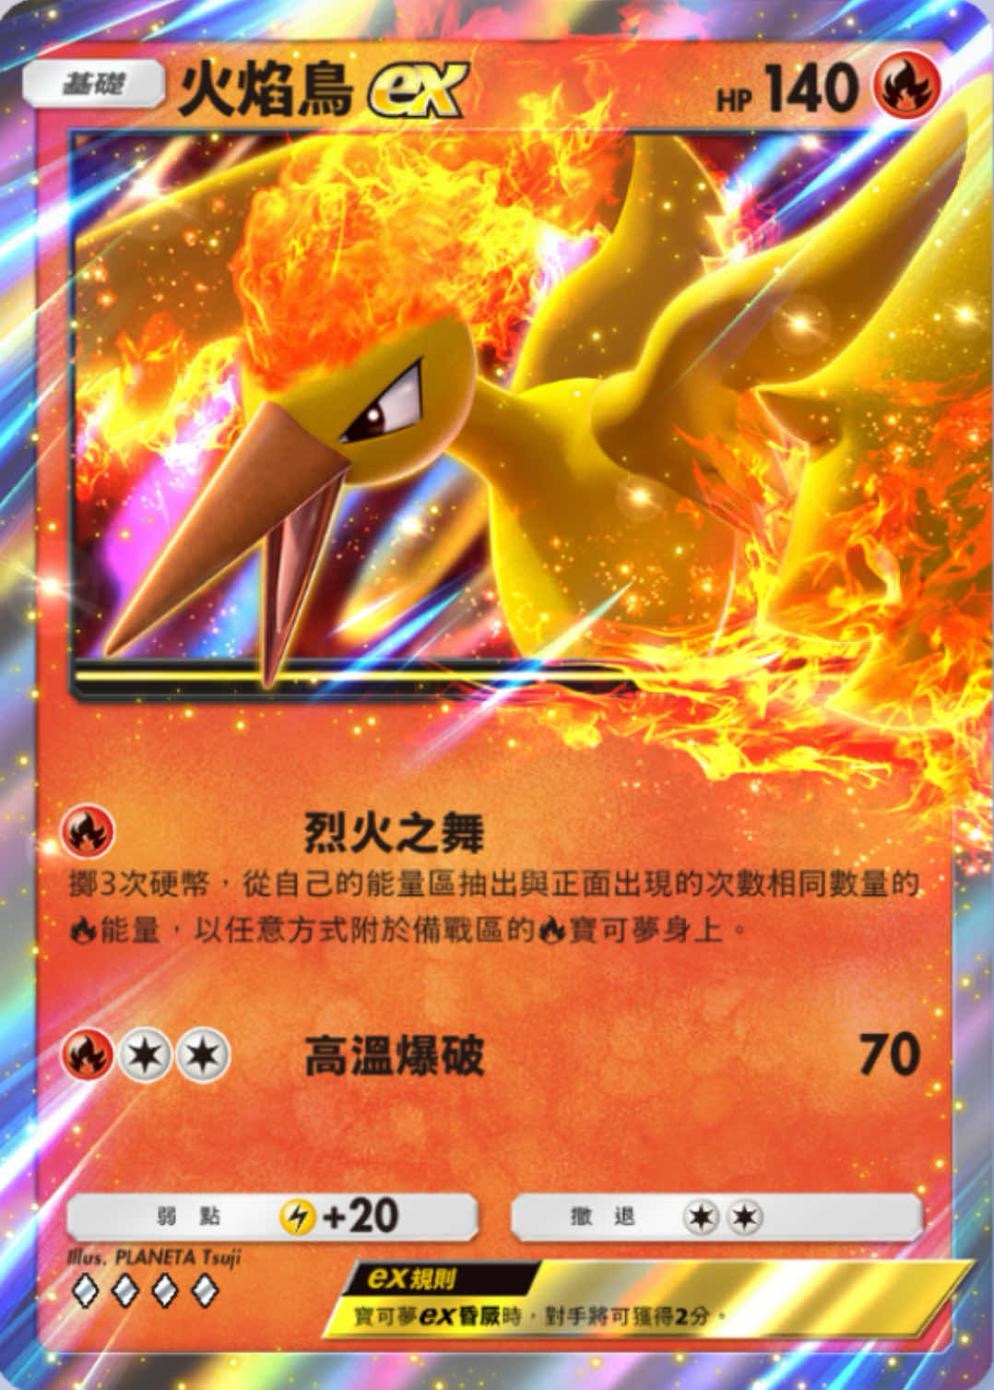 基礎 火焰鳥ex HP 140
烈火之舞
擲3次硬幣，從自己的能量區抽出與正面出現的次數相同數量的
能量，以任意方式附於備戰區的寶可夢身上。
高溫爆破 70
弱點 +20 撤退
Illus. PLANETA Tsuji
ex規則
寶可夢ex昏厥時，對手將可獲得2分。